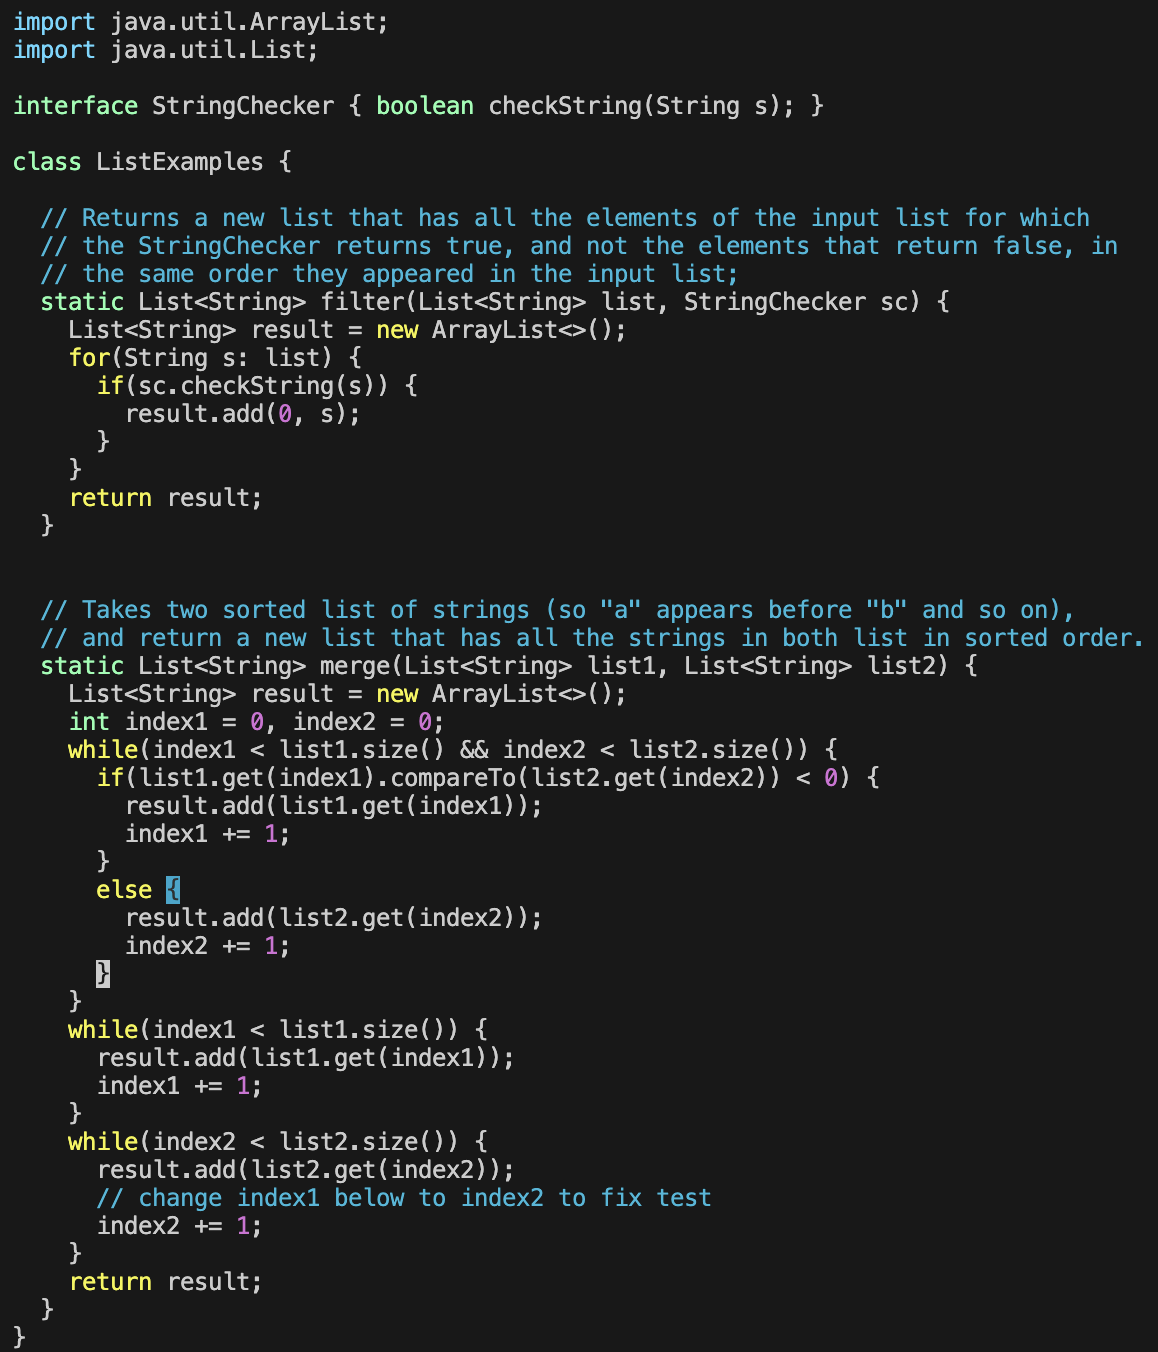 import java.util.ArrayList;
import java.util.List;

interface StringChecker { boolean checkString(String s); }

class ListExamples {

  // Returns a new list that has all the elements of the input list for which
  // the StringChecker returns true, and not the elements that return false, in
  // the same order they appeared in the input list;
  static List<String> filter(List<String> list, StringChecker sc) {
    List<String> result = new ArrayList<>();
    for(String s: list) {
      if(sc.checkString(s)) {
        result.add(0, s);
      }
    }
    return result;
  }


  // Takes two sorted list of strings (so "a" appears before "b" and so on),
  // and return a new list that has all the strings in both list in sorted order.
  static List<String> merge(List<String> list1, List<String> list2) {
    List<String> result = new ArrayList<>();
    int index1 = 0, index2 = 0;
    while(index1 < list1.size() && index2 < list2.size()) {
      if(list1.get(index1).compareTo(list2.get(index2)) < 0) {
        result.add(list1.get(index1));
        index1 += 1;
      }
      else {
        result.add(list2.get(index2));
        index2 += 1;
      }
    }
    while(index1 < list1.size()) {
      result.add(list1.get(index1));
      index1 += 1;
    }
    while(index2 < list2.size()) {
      result.add(list2.get(index2));
      // change index1 below to index2 to fix test
      index2 += 1;
    }
    return result;
  }
}